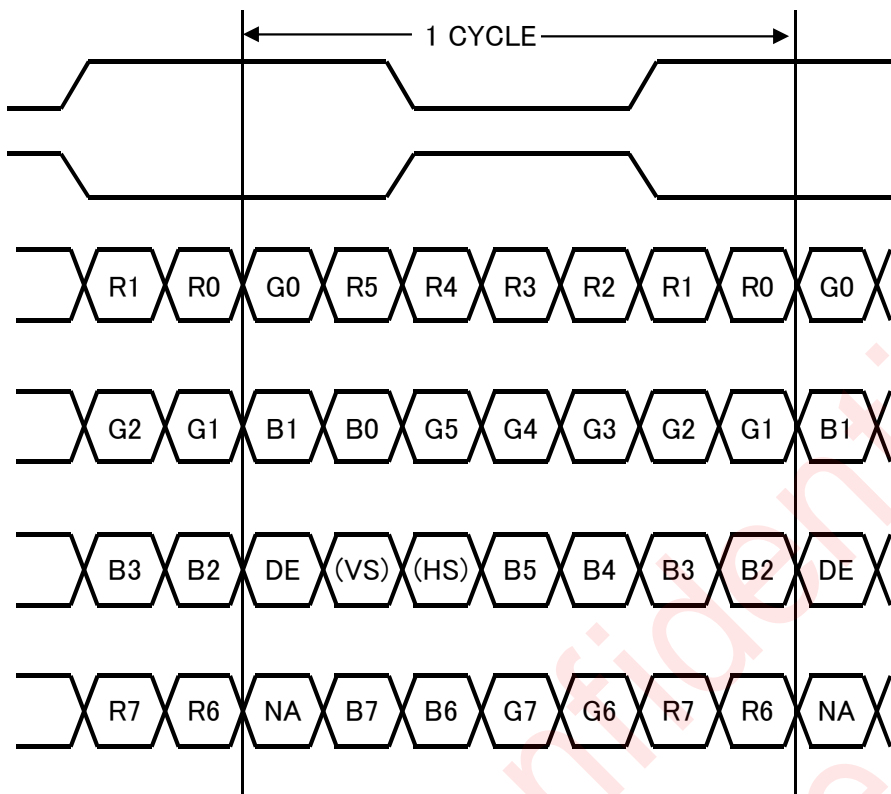 1 CYCLE
R1 R0 G0 R5 R4 R3 R2 R1 R0 G0
G2 G1 B1 B0 G5 G4 G3 G2 G1 B1
B3 B2 DE (VS) (HS) B5 B4 B3 B2 DE
R7 R6 NA B7 B6 G7 G6 R7 R6 NA